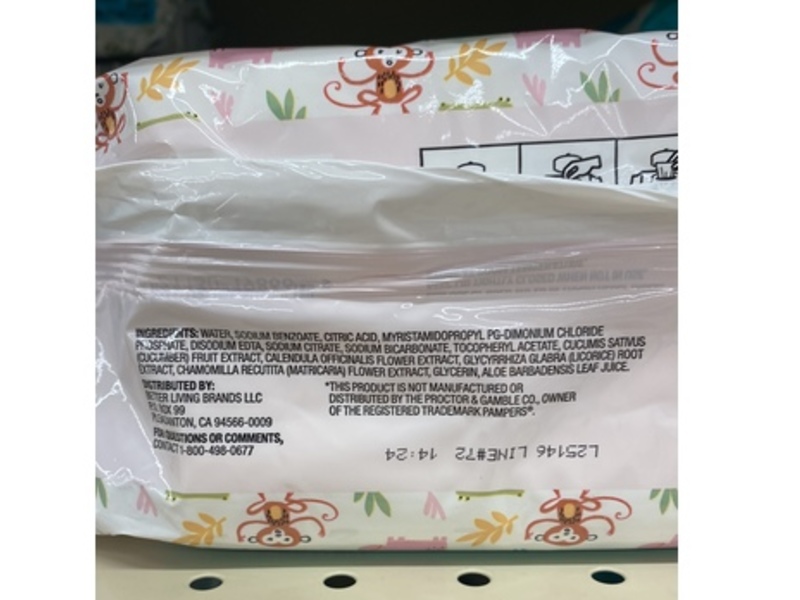 INGREDIENTS: WATER, SODIUM BENZOATE, CITRIC ACID, MYRISTAMIDOPROPYL PG-DIMONIUM CHLORIDE
PHOSPHATE, DISODIUM EDTA, SODIUM CITRATE, SODIUM BICARBONATE, TOCOPHERYL ACETATE, CUCUMIS SATIVUS
(CUCUMBER) FRUIT EXTRACT, CALENDULA OFFICINALIS FLOWER EXTRACT, GLYCYRRHIZA GLABRA (LICORICE) ROOT
EXTRACT, CHAMOMILLA RECUTITA (MATRICARIA) FLOWER EXTRACT, GLYCERIN, ALOE BARBADENSIS LEAF JUICE.
DISTRIBUTED BY:
BETTER LIVING BRANDS LLC
P.O. BOX 99
PLEASANTON, CA 94566-0009
FOR QUESTIONS OR COMMENTS,
CONTACT 1-800-498-0677
*THIS PRODUCT IS NOT MANUFACTURED OR
DISTRIBUTED BY THE PROCTOR & GAMBLE CO., OWNER
OF THE REGISTERED TRADEMARK PAMPERS®.
L25146 LINE#72 14:24